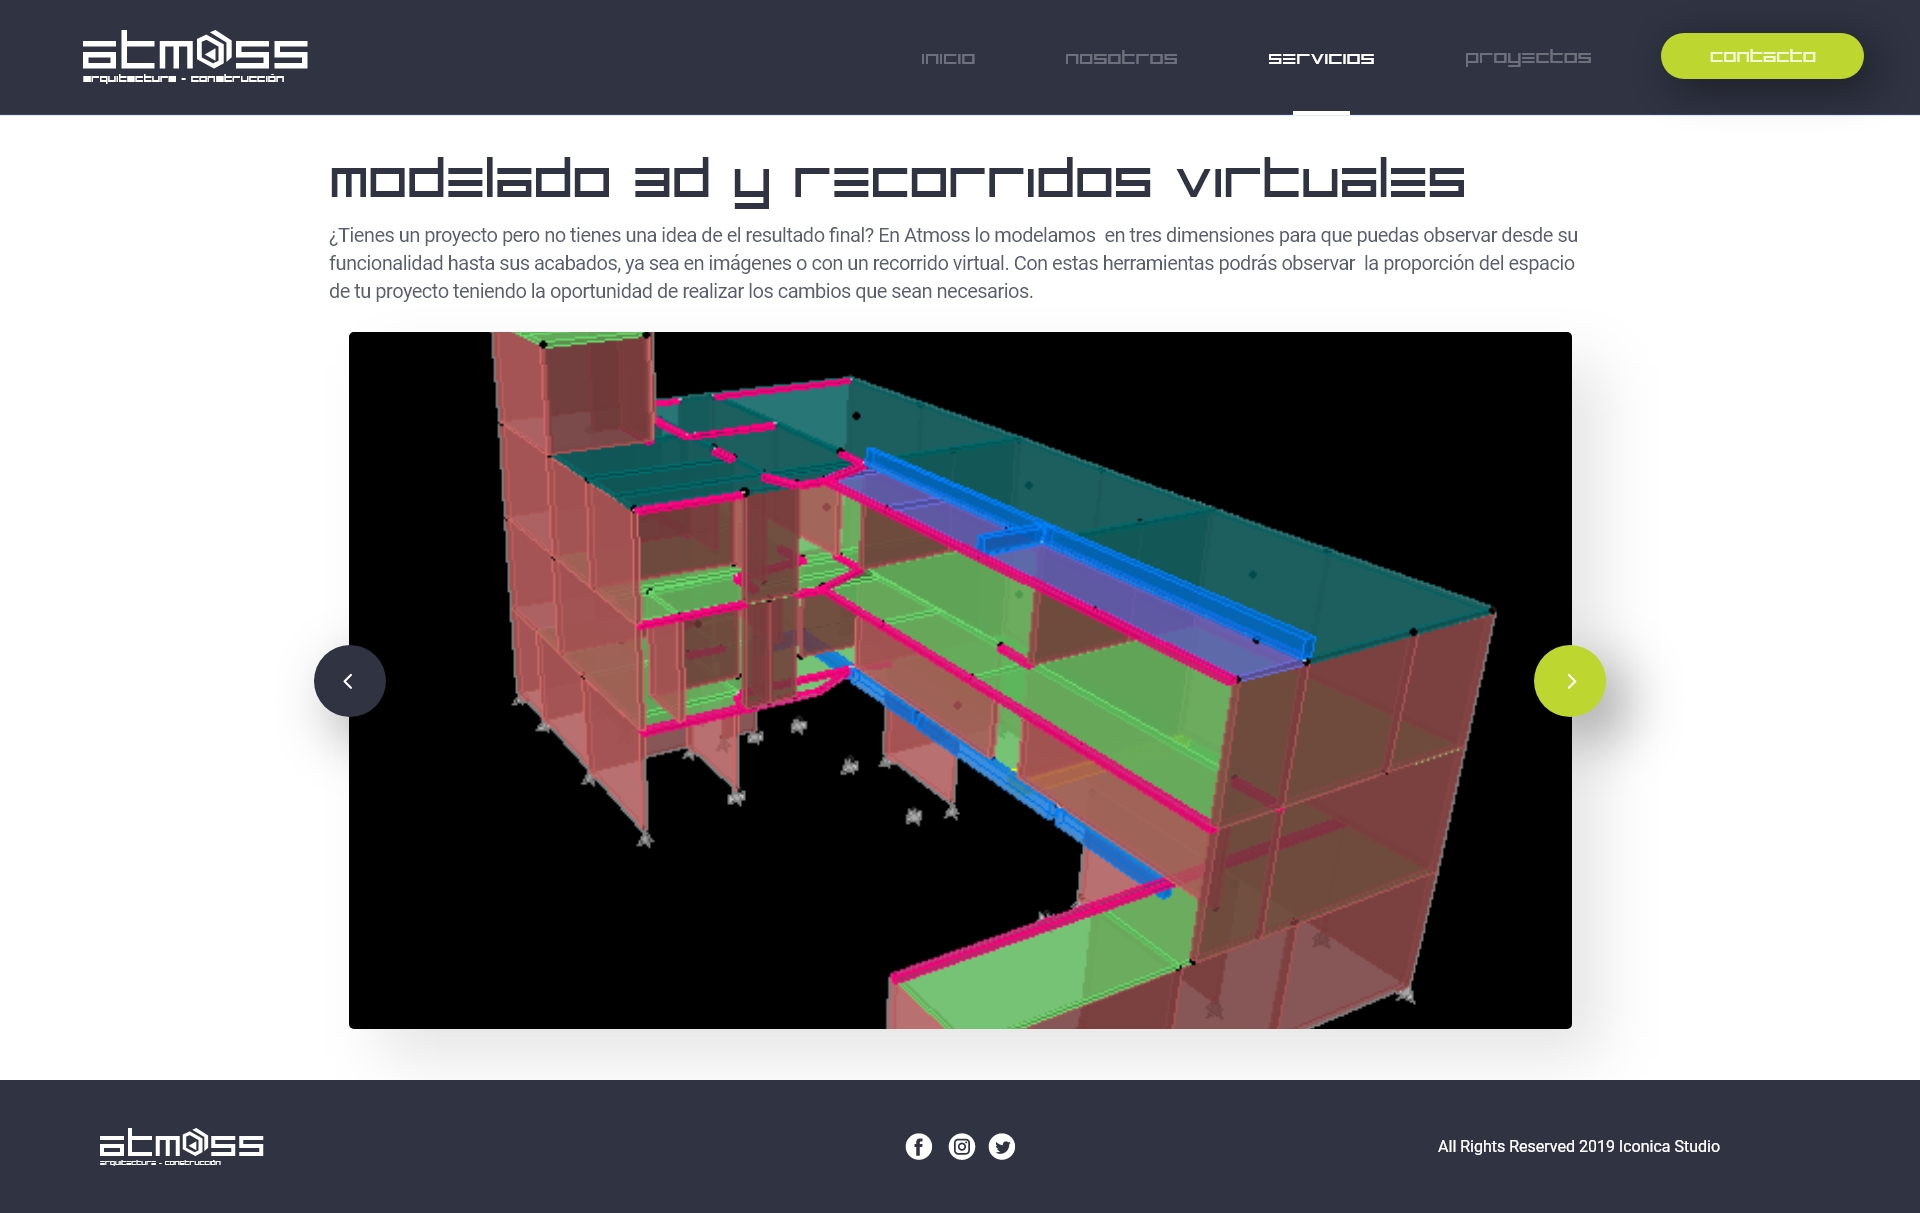 atmoss
arquitectura - construcción
inicio
nosotros
servicios
proyectos
contacto
modelado 3d y recorridos virtuales
¿Tienes un proyecto pero no tienes una idea de el resultado final? En Atmoss lo modelamos  en tres dimensiones para que puedas observar desde su
funcionalidad hasta sus acabados, ya sea en imágenes o con un recorrido virtual. Con estas herramientas podrás observar  la proporción del espacio
de tu proyecto teniendo la oportunidad de realizar los cambios que sean necesarios.
atmoss
arquitectura - construcción
All Rights Reserved 2019 Iconica Studio